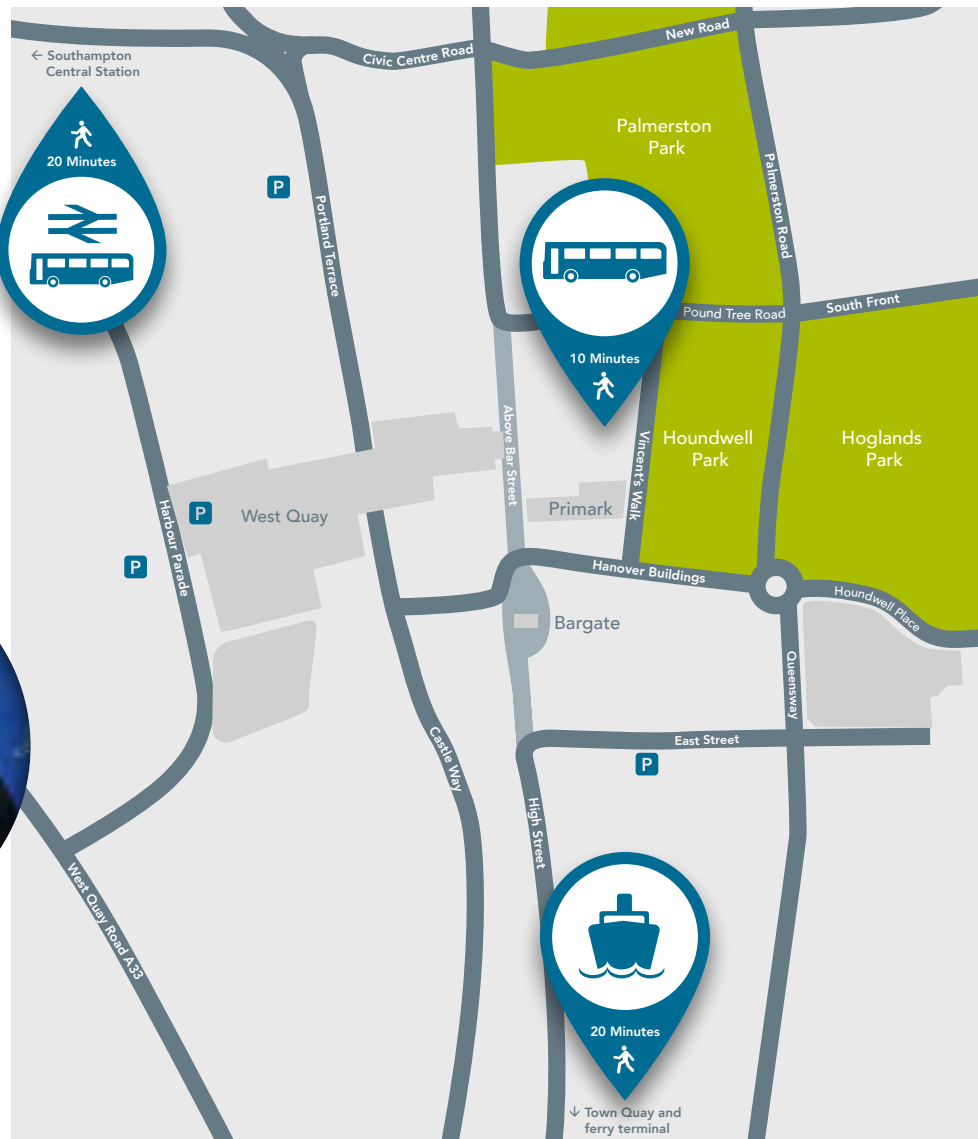 New Road
Civic Centre Road
← Southampton
Central Station
20 Minutes
P
Palmerston
Park
Palmerston Road
Portland Terrace
South Front
Pound Tree Road
10 Minutes
Above Bar Street
Vincent's Walk
Houndwell
Park
Hoglands
Park
Harbour Parade
P
West Quay
Primark
P
Hanover Buildings
Houndwell Place
Bargate
Queensway
Castle Way
East Street
P
High Street
West Quay Road A33
20 Minutes
↓ Town Quay and
ferry terminal